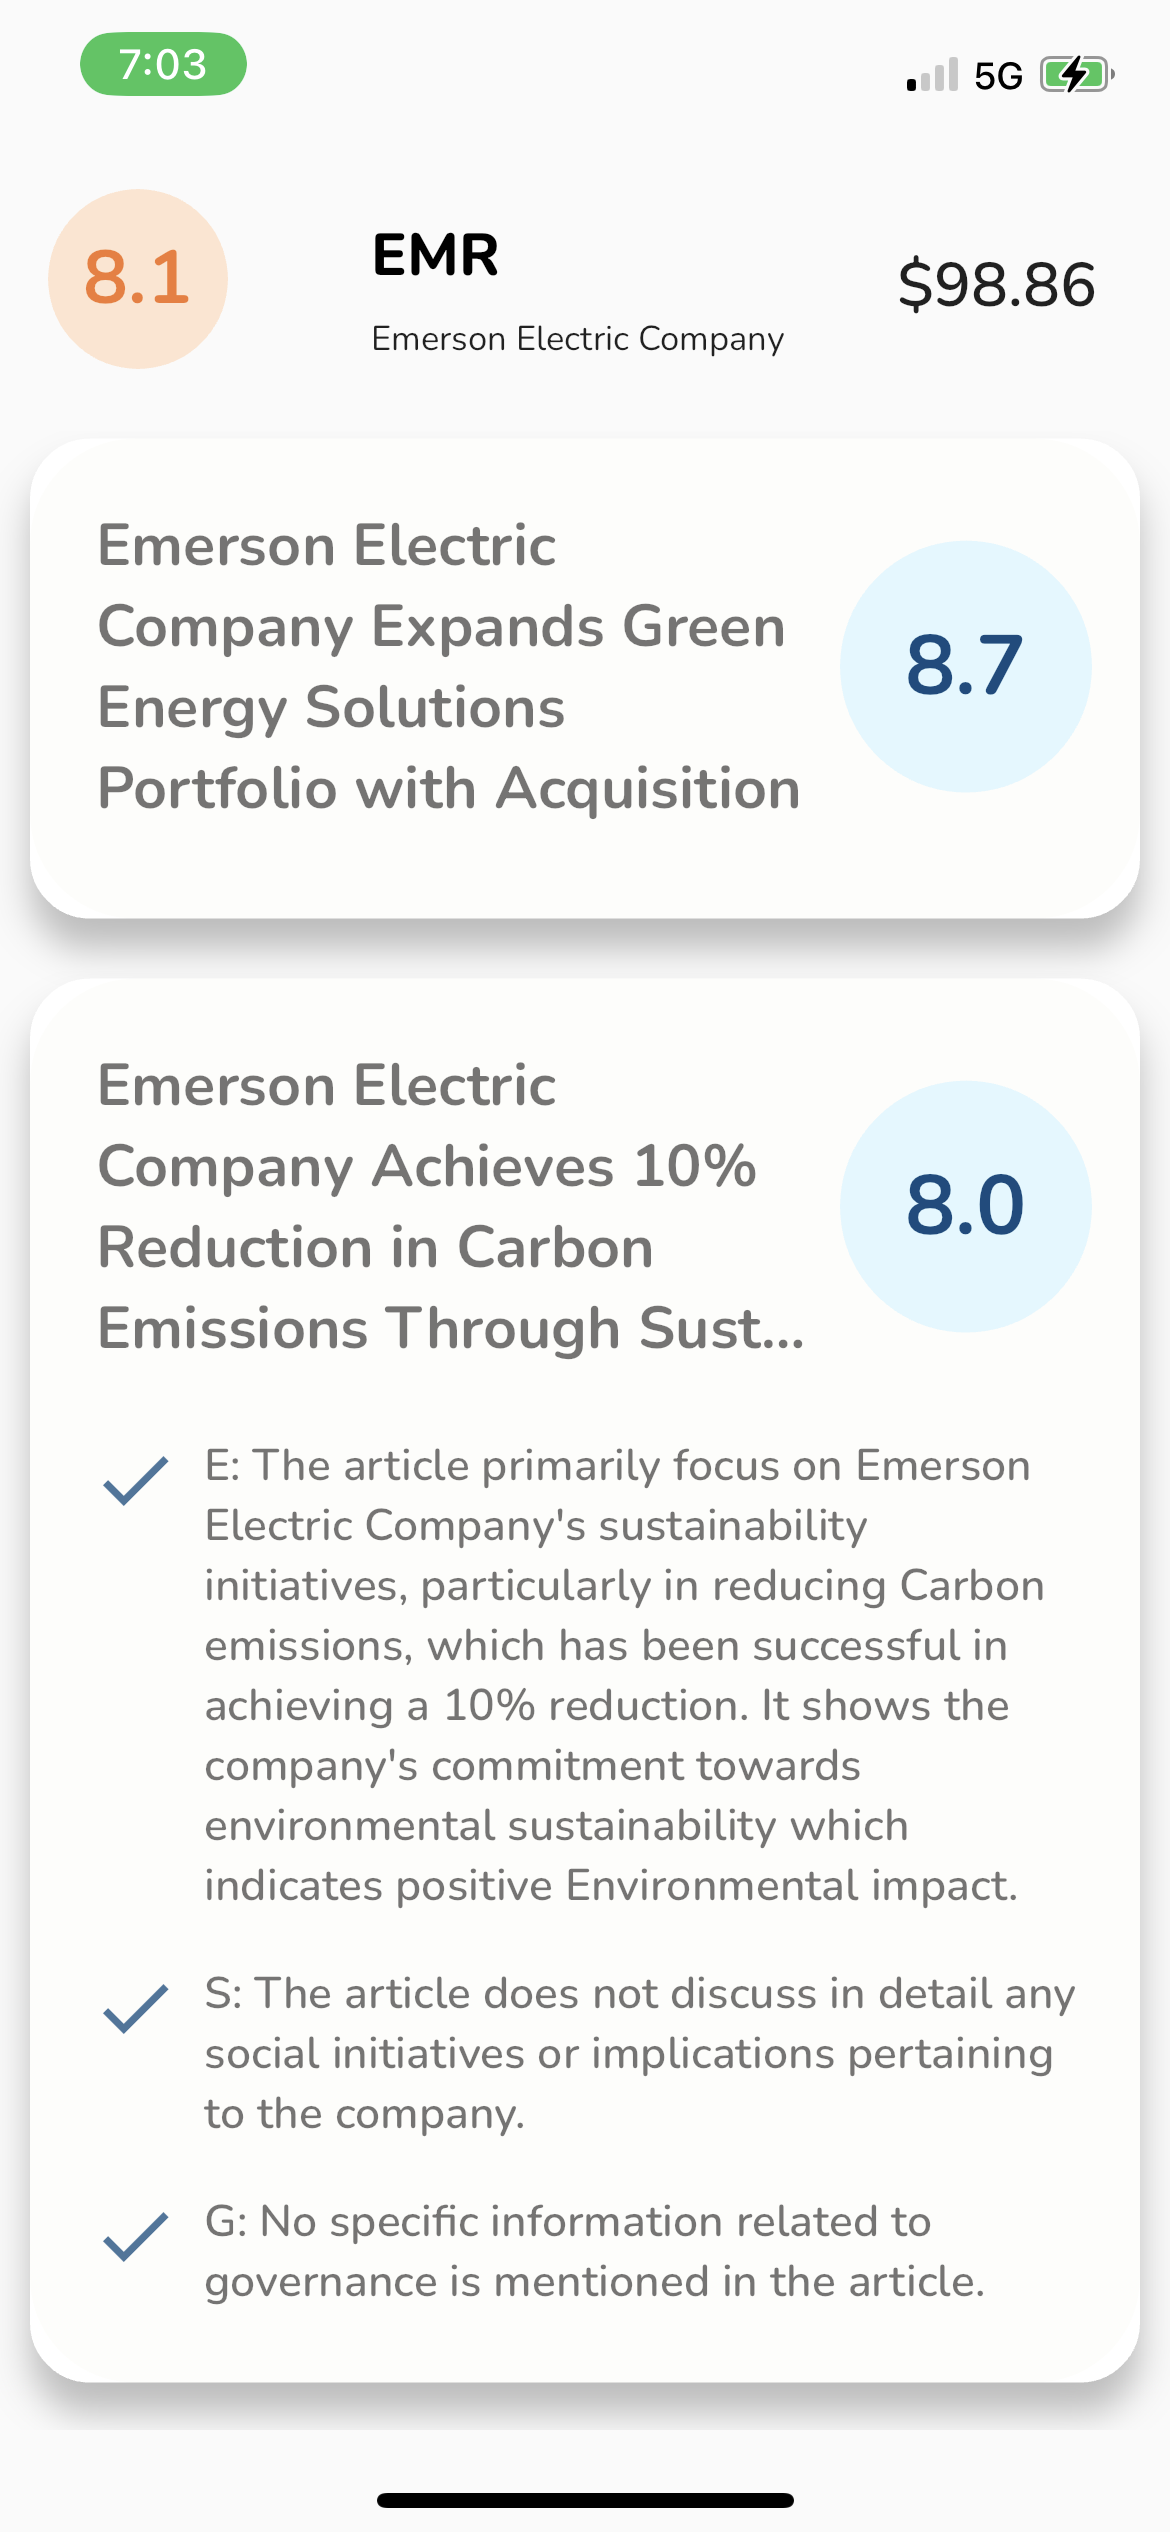 7:03
5G
8.1
EMR
Emerson Electric Company
$98.86
Emerson Electric
Company Expands Green
Energy Solutions
Portfolio with Acquisition
8.7
Emerson Electric
Company Achieves 10%
Reduction in Carbon
Emissions Through Sust...
8.0
E: The article primarily focus on Emerson
Electric Company's sustainability
initiatives, particularly in reducing Carbon
emissions, which has been successful in
achieving a 10% reduction. It shows the
company's commitment towards
environmental sustainability which
indicates positive Environmental impact.
S: The article does not discuss in detail any
social initiatives or implications pertaining
to the company.
G: No specific information related to
governance is mentioned in the article.